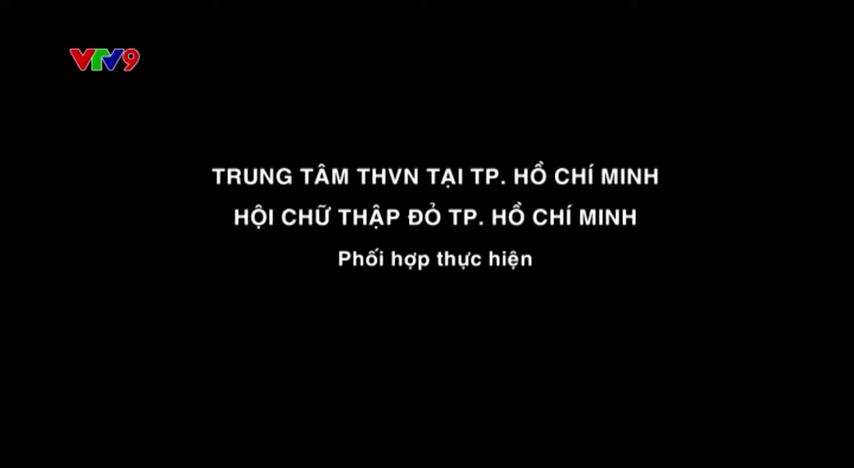 VTV9
TRUNG TÂM THVN TẠI TP. HỒ CHÍ MINH
HỘI CHỮ THẬP ĐỎ TP. HỒ CHÍ MINH
Phối hợp thực hiện